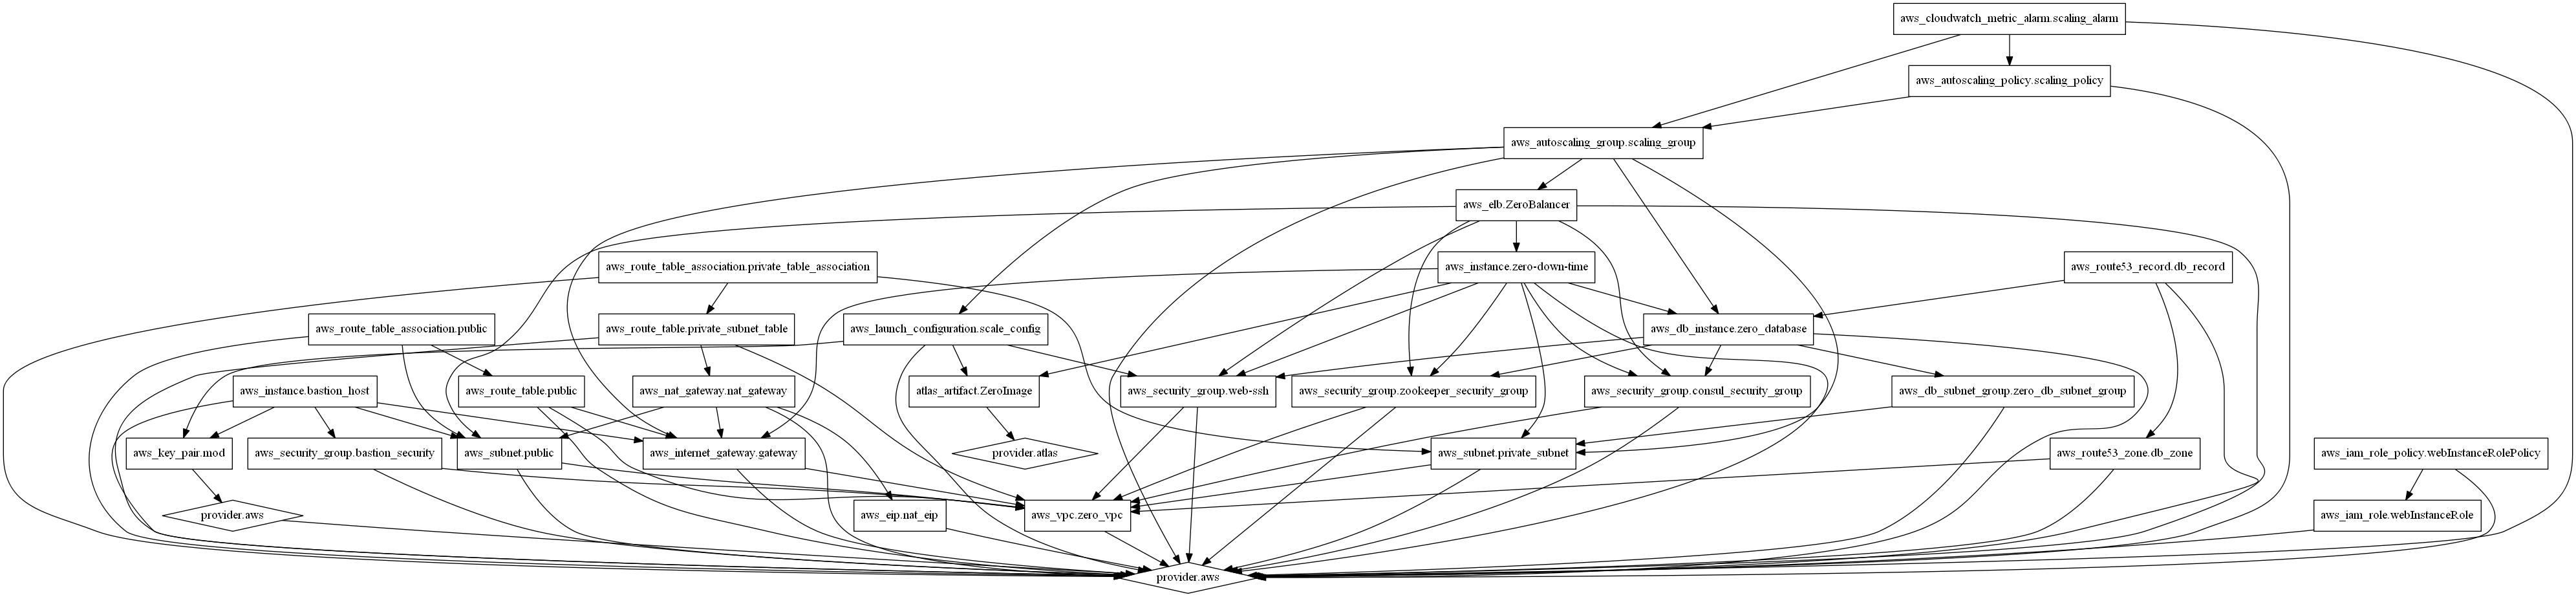 aws_cloudwatch_metric_alarm.scaling_alarm
aws_autoscaling_policy.scaling_policy
aws_autoscaling_group.scaling_group
aws_elb.ZeroBalancer
aws_route_table_association.private_table_association
aws_instance.zero-down-time
aws_route53_record.db_record
aws_route_table_association.public
aws_route_table.private_subnet_table
aws_launch_configuration.scale_config
aws_db_instance.zero_database
aws_instance.bastion_host
aws_route_table.public
aws_nat_gateway.nat_gateway
atlas_artifact.ZeroImage
aws_security_group.web-ssh
aws_security_group.zookeeper_security_group
aws_security_group.consul_security_group
aws_db_subnet_group.zero_db_subnet_group
aws_key_pair.mod
aws_security_group.bastion_security
aws_subnet.public
aws_internet_gateway.gateway
provider.atlas
aws_subnet.private_subnet
aws_route53_zone.db_zone
aws_iam_role_policy.webInstanceRolePolicy
provider.aws
aws_eip.nat_eip
aws_vpc.zero_vpc
aws_iam_role.webInstanceRole
provider.aws